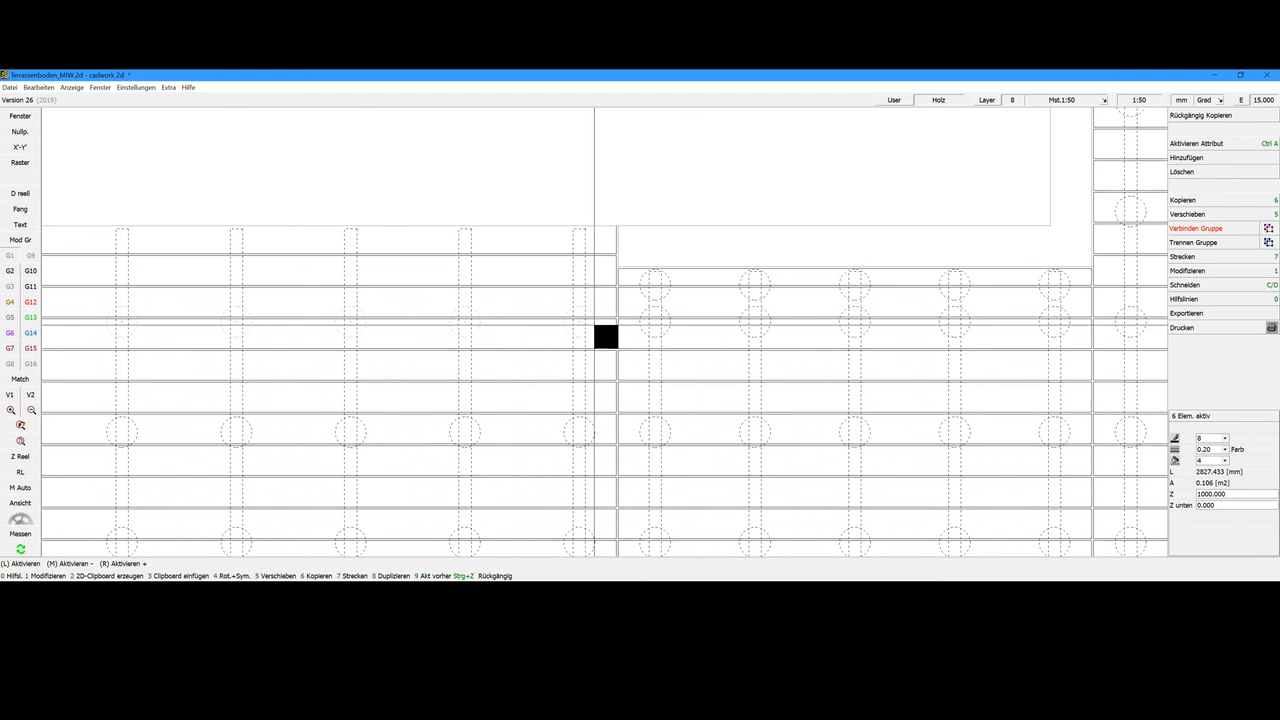 Terrassenboden_MIW.2d - cadwork 2d *
Datei Bearbeiten Anzeige Fenster Einstellungen Extra Hilfe
Version 26 (2019) User Holz Layer 8 Mst.1:50 1:50 mm Grad E 15.000
Fenster
Nullp.
X'-Y'
Raster
D reell
Fang
Text
Mod Gr
G1 G9
G2 G10
G3 G11
G4 G12
G5 G13
G6 G14
G7 G15
G8 G16
Match
V1 V2
Z Reel
RL
M Auto
Ansicht
Messen
Rückgängig Kopieren
Aktivieren Attribut Ctrl A
Hinzufügen
Löschen
Kopieren 6
Verschieben 5
Verbinden Gruppe
Trennen Gruppe
Strecken 7
Modifizieren 1
Schneiden C/D
Hilfslinien 0
Exportieren
Drucken
6 Elem. aktiv
8
0.20 Farb
4
L 2827.433 [mm]
A 0.106 [m2]
Z 1000.000
Z unten 0.000
(L) Aktivieren (M) Aktivieren - (R) Aktivieren +
0 Hilfsl. 1 Modifizieren 2 2D-Clipboard erzeugen 3 Clipboard einfügen 4 Rot.+Sym. 5 Verschieben 6 Kopieren 7 Strecken 8 Duplizieren 9 Akt vorher Strg+Z Rückgängig